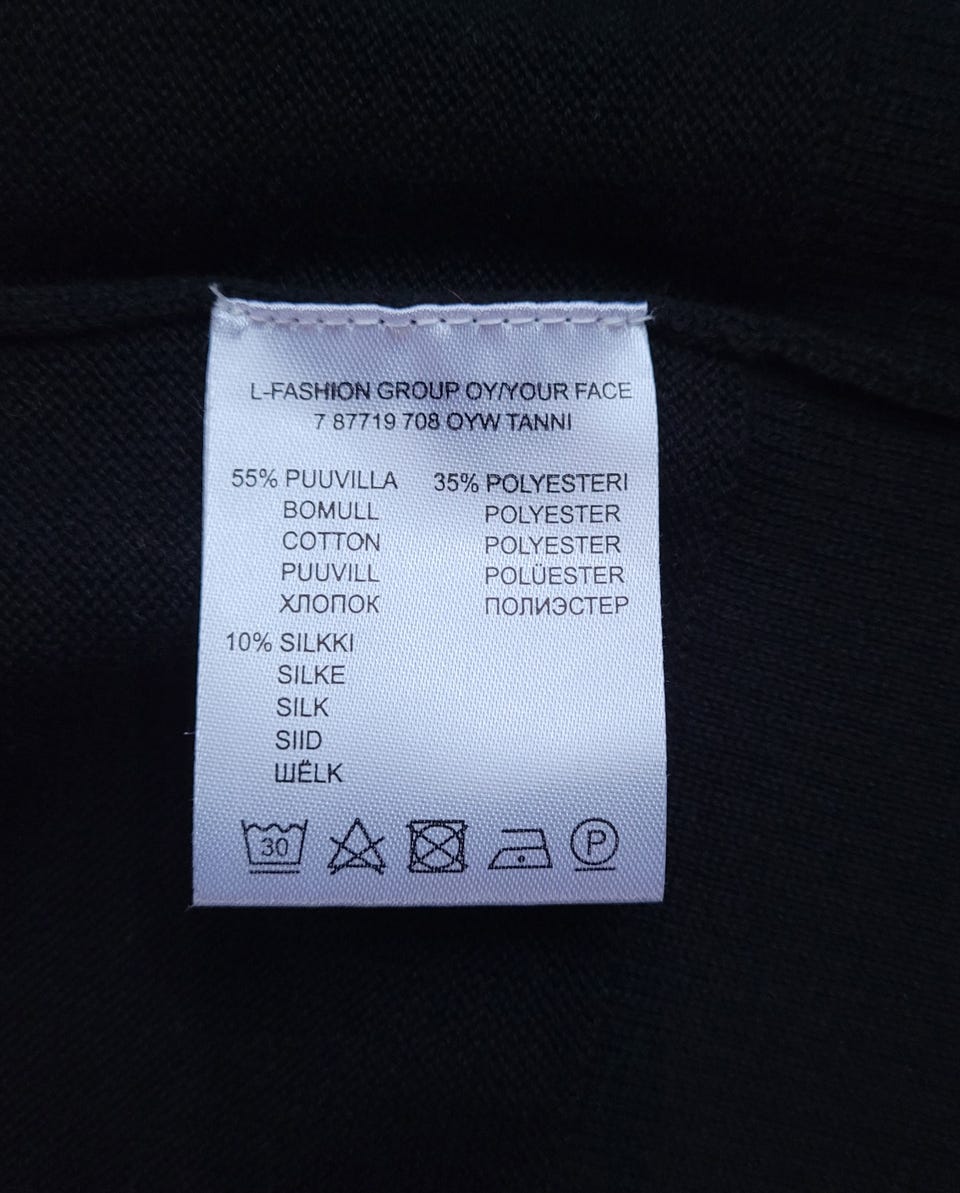 L-FASHION GROUP OY/YOUR FACE
7 87719 708 OYW TANNI
55% PUUVILLA 35% POLYESTERI
BOMULL POLYESTER
COTTON POLYESTER
PUUVILL POLÜESTER
ХЛОПОК ПОЛИЭСТЕР
10% SILKKI
SILKE
SILK
SIID
ШЁLK
30
P